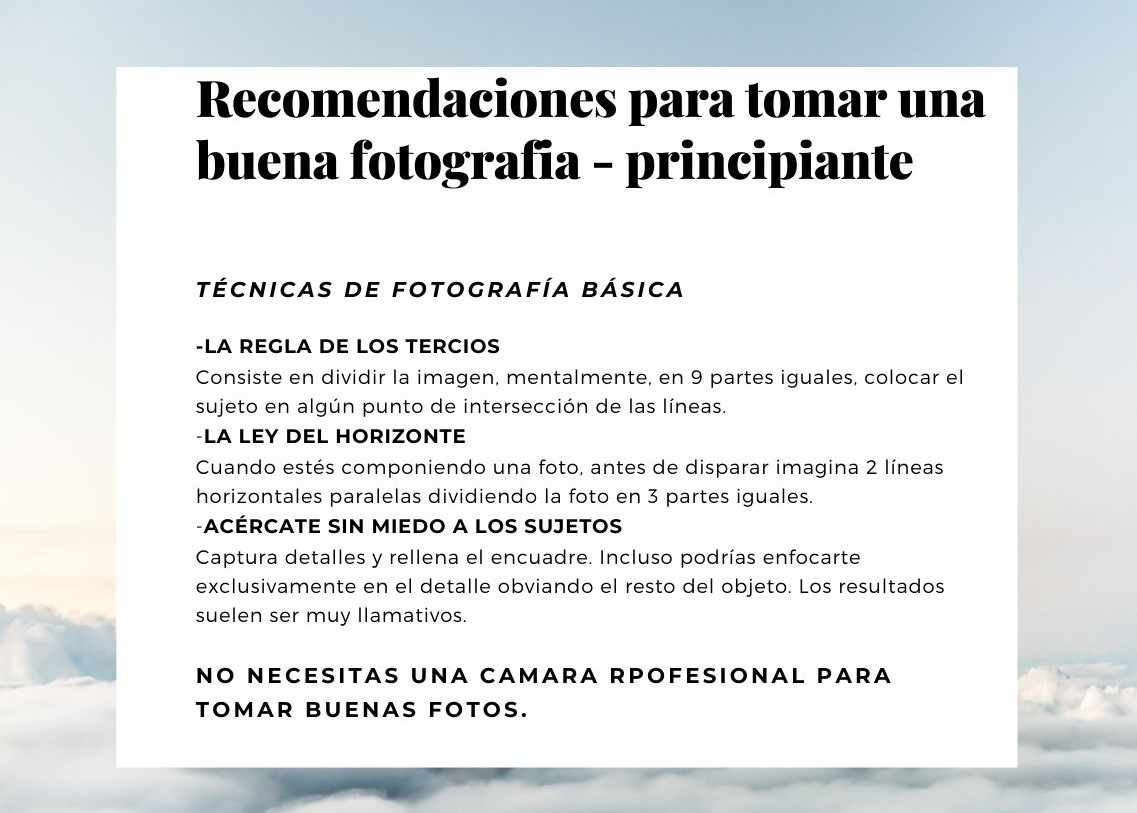 Recomendaciones para tomar una
buena fotografia - principiante
TÉCNICAS DE FOTOGRAFÍA BÁSICA
-LA REGLA DE LOS TERCIOS
Consiste en dividir la imagen, mentalmente, en 9 partes iguales, colocar el
sujeto en algún punto de intersección de las líneas.
-LA LEY DEL HORIZONTE
Cuando estés componiendo una foto, antes de disparar imagina 2 líneas
horizontales paralelas dividiendo la foto en 3 partes iguales.
-ACÉRCATE SIN MIEDO A LOS SUJETOS
Captura detalles y rellena el encuadre. Incluso podrías enfocarte
exclusivamente en el detalle obviando el resto del objeto. Los resultados
suelen ser muy llamativos.
NO NECESITAS UNA CAMARA RPOFESIONAL PARA
TOMAR BUENAS FOTOS.